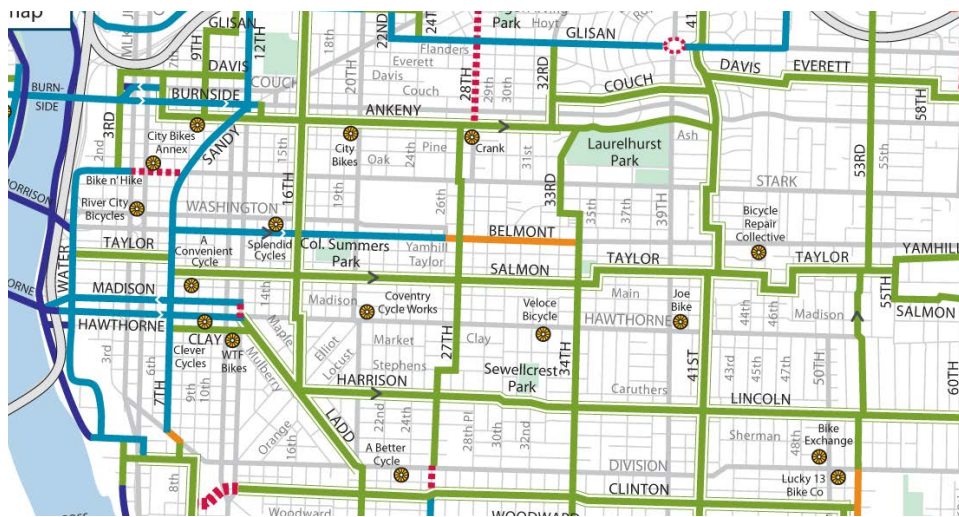 map
GLISAN
9TH
7th
MLK
12TH
18th
20TH
22ND
24TH
Park
Hoyt
GLISAN
Flanders
Everett
Davis
Couch
28TH
29th
30th
32RD
41
DAVIS
EVERETT
58TH
DAVIS
COUCH
COUCH
BURN-
SIDE
BURNSIDE
ANKENY
3RD
2nd
City Bikes
Annex
SANDY
15th
16TH
City
Bikes
Oak
24th
Pine
Crank
31st
Laurelhurst
Park
Ash
53RD
55th
Bike n' Hike
River City
Bicycles
WASHINGTON
19th
26th
33RD
35th
37th
39TH
STARK
MORRISON
Bicycle
Repair
Collective
BELMONT
TAYLOR
A
Convenient
Cycle
Splendid
Cycles
Col. Summers
Park
Yamhill
Taylor
SALMON
TAYLOR
TAYLOR
YAMHILL
WATER
MADISON
14th
Madison
Coventry
Cycle Works
Veloce
Bicycle
Main
Joe
Bike
44th
46th
Madison
55TH
SALMON
HAWTHORNE
HAWTHORNE
CLAY
Clever
Cycles
WTF
Bikes
Maple
Mulberry
Elliot
Locust
Market
Stephens
27TH
Clay
34TH
41ST
43rd
45th
47th
50TH
60TH
3rd
6th
7TH
9th
10th
HARRISON
Sewellcrest
Park
Caruthers
LINCOLN
LADD
Orange
16th
22nd
24th
28th Pl
30th
32nd
Sherman
48th
Bike
Exchange
8th
A Better
Cycle
DIVISION
Lucky 13
Bike Co
CLINTON
Woodward
WOODWARD